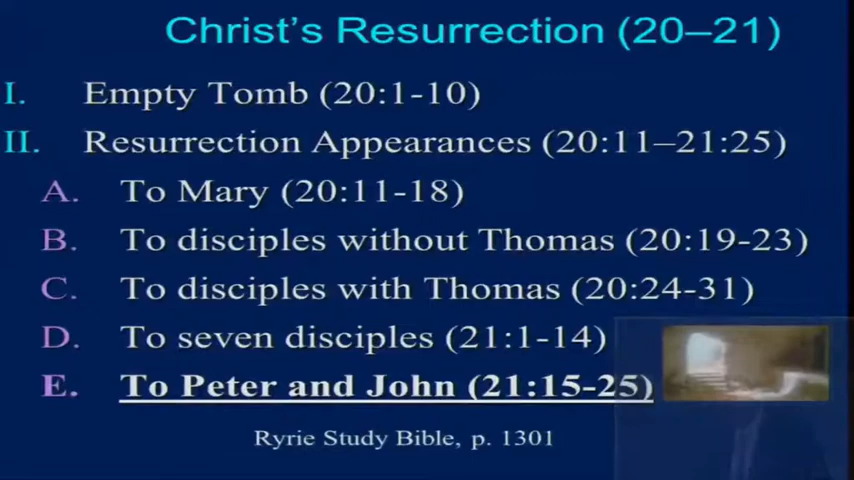 Christ's Resurrection (20–21)
I. Empty Tomb (20:1-10)
II. Resurrection Appearances (20:11–21:25)
A. To Mary (20:11-18)
B. To disciples without Thomas (20:19-23)
C. To disciples with Thomas (20:24-31)
D. To seven disciples (21:1-14)
E. To Peter and John (21:15-25)
Ryrie Study Bible, p. 1301